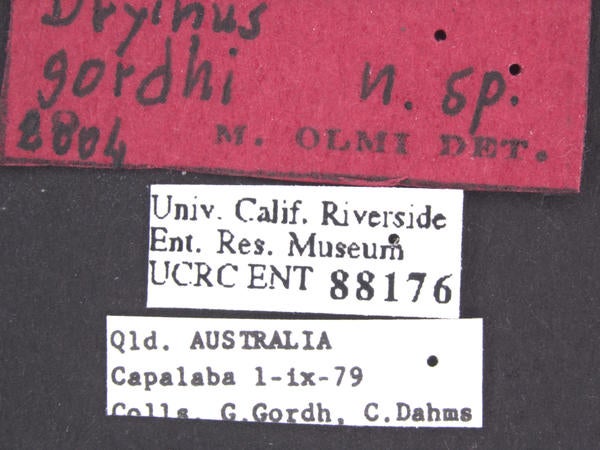 Dryinus
gordhi n. sp.
2804 M. OLMI DET.
Univ. Calif. Riverside
Ent. Res. Museum
UCRC ENT 88176
Qld. AUSTRALIA
Capalaba 1-ix-79
Colls. G.Gordh, C.Dahms